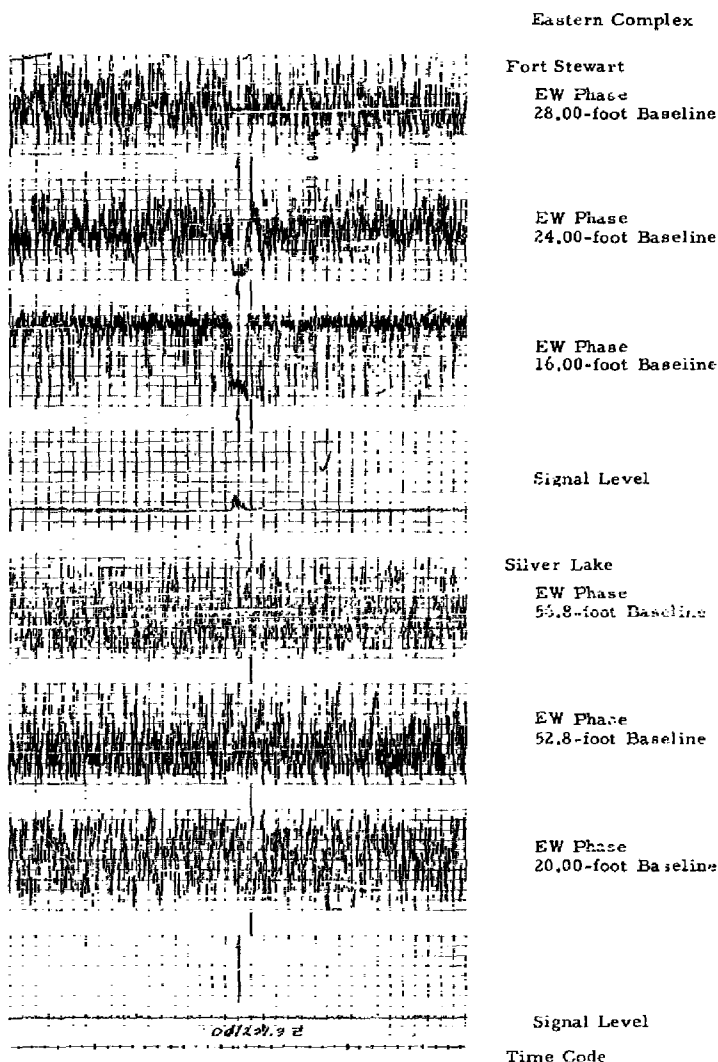 Eastern Complex
Fort Stewart
EW Phase
28.00-foot Baseline
EW Phase
24.00-foot Baseline
EW Phase
16.00-foot Baseline
Signal Level
Silver Lake
EW Phase
-foot Baseline
EW Phase
52.8-foot Baseline
EW Phase
20.00-foot Baseline
Signal Level
Time Code